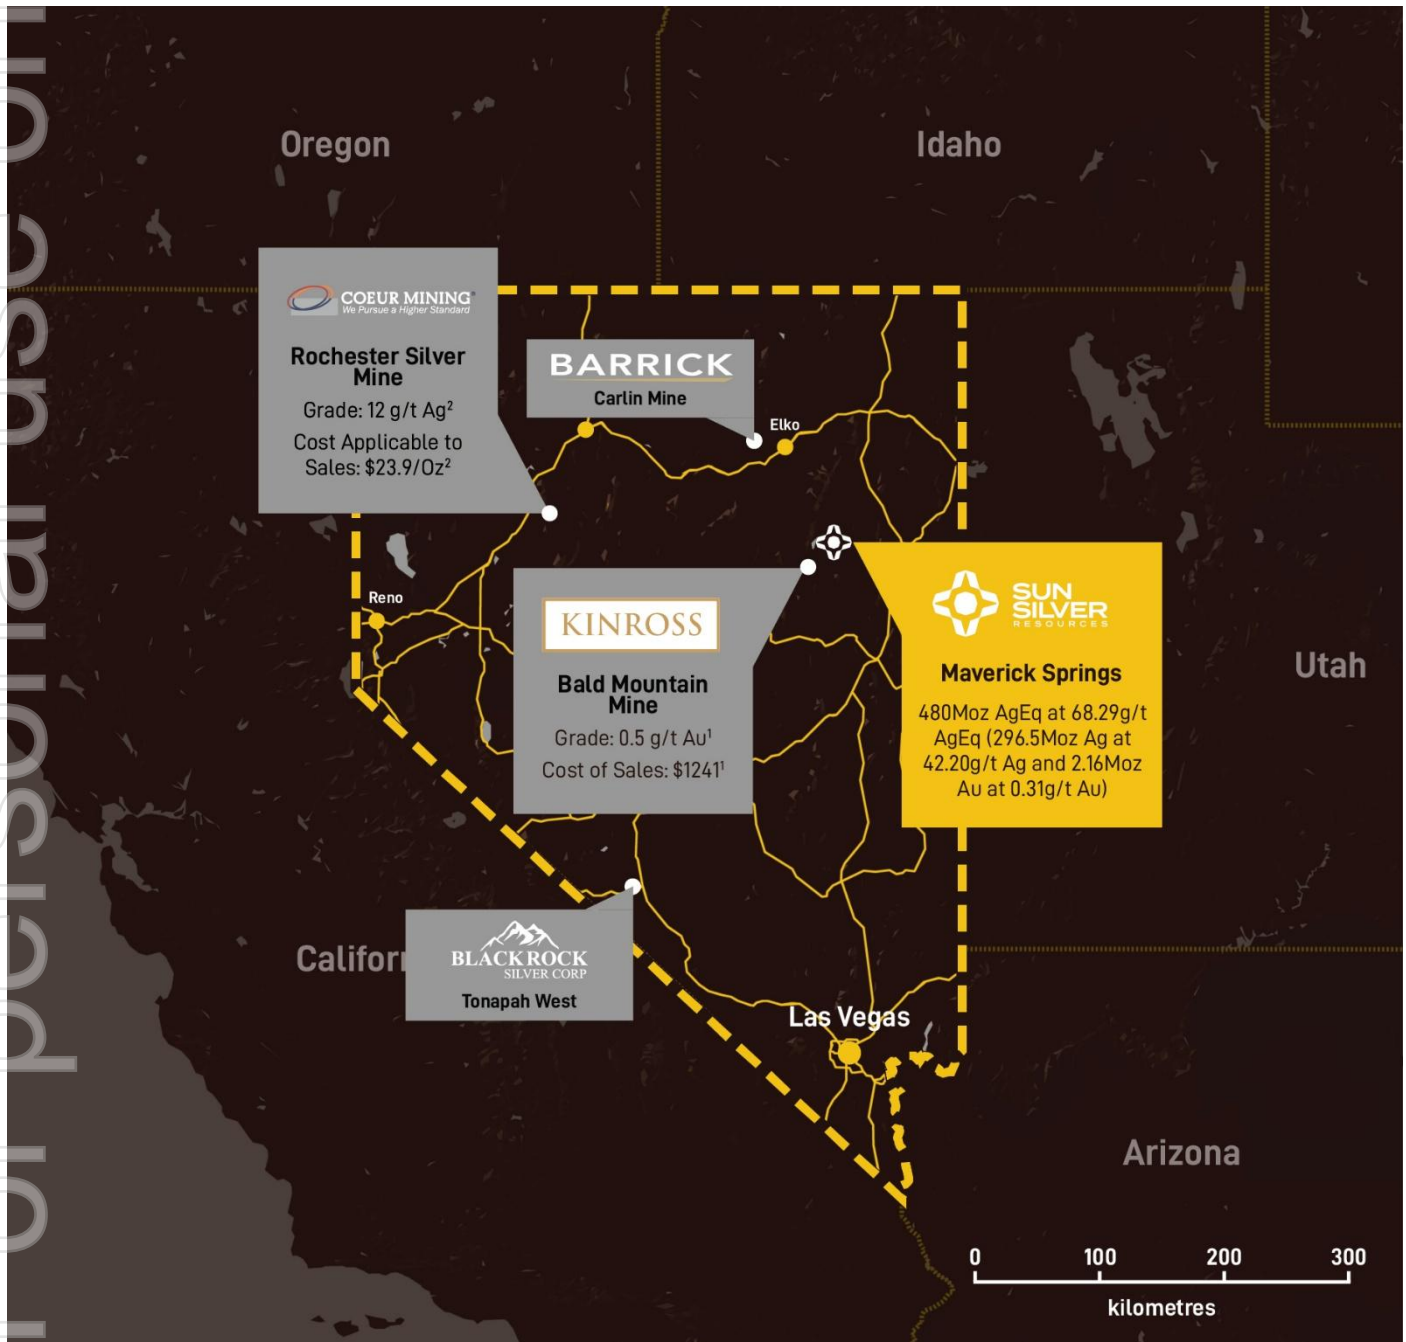 For personal use on
Oregon
Idaho
COEUR MINING
We Pursue a Higher Standard
Rochester Silver
Mine
Grade: 12 g/t Ag²
Cost Applicable to
Sales: $23.9/Oz²
BARRICK
Carlin Mine
Elko
Reno
KINROSS
Bald Mountain
Mine
Grade: 0.5 g/t Au¹
Cost of Sales: $1241¹
SUN
SILVER
RESOURCES
Maverick Springs
480Moz AgEq at 68.29g/t
AgEq (296.5Moz Ag at
42.20g/t Ag and 2.16Moz
Au at 0.31g/t Au)
Utah
Califor
BLACKROCK
SILVER CORP
Tonapah West
Las Vegas
Arizona
0 100 200 300
kilometres